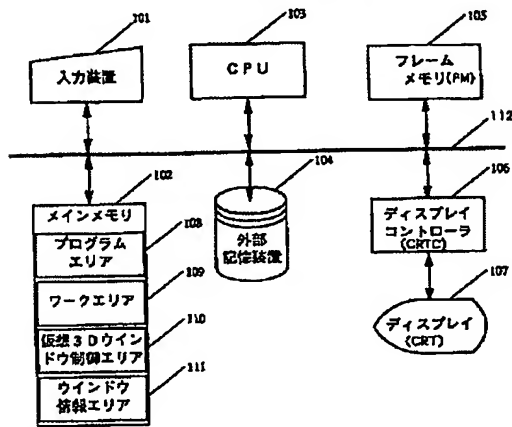 101
入力装置
103
CPU
105
フレーム
メモリ(FM)
112
102
メインメモリ
108
プログラム
エリア
109
ワークエリア
110
仮想3Dウイン
ドウ制御エリア
111
ウインドウ
情報エリア
104
外部
記憶装置
106
ディスプレイ
コントローラ
(CRTC)
107
ディスプレイ
(CRT)